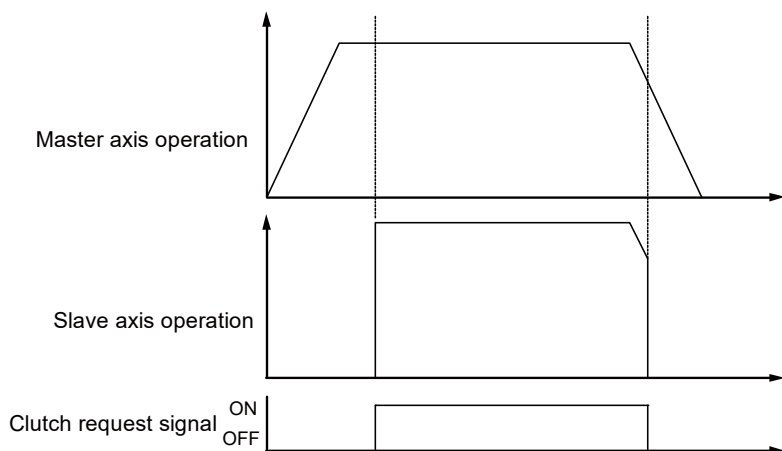 Master axis operation
Slave axis operation
Clutch request signal
ON
OFF